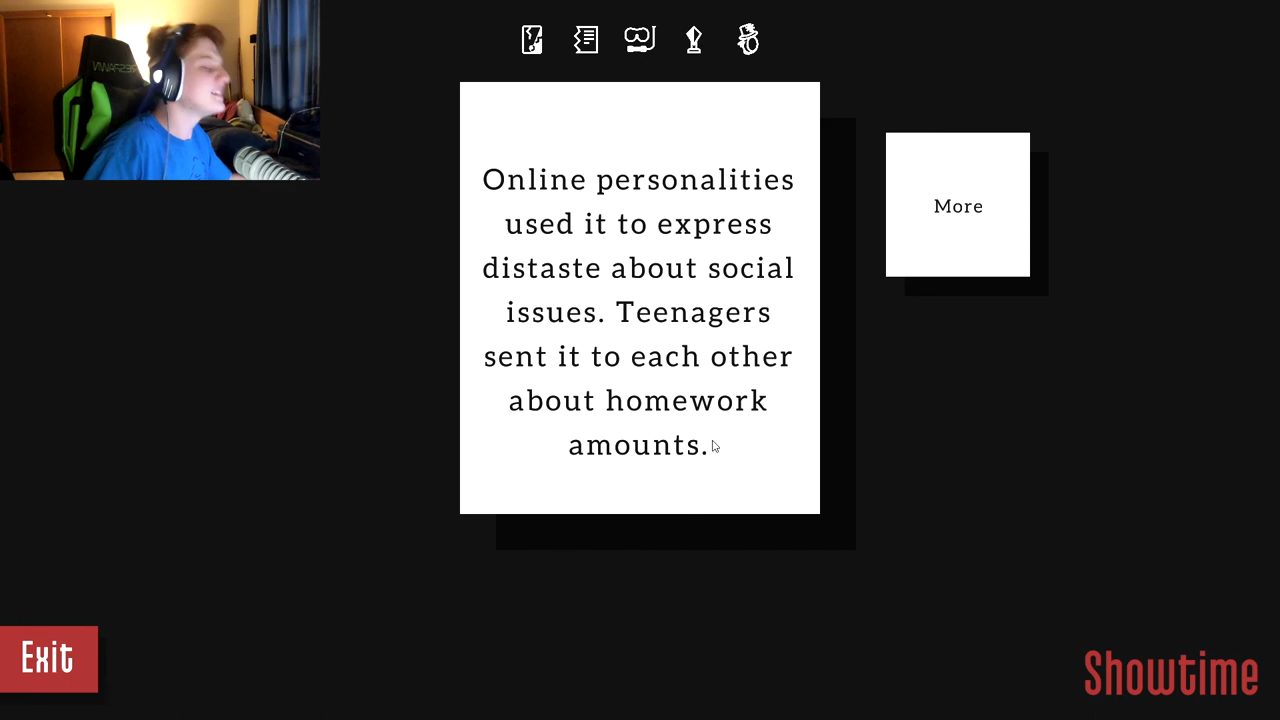 Online personalities
used it to express
distaste about social
issues. Teenagers
sent it to each other
about homework
amounts.
More
Exit
Showtime